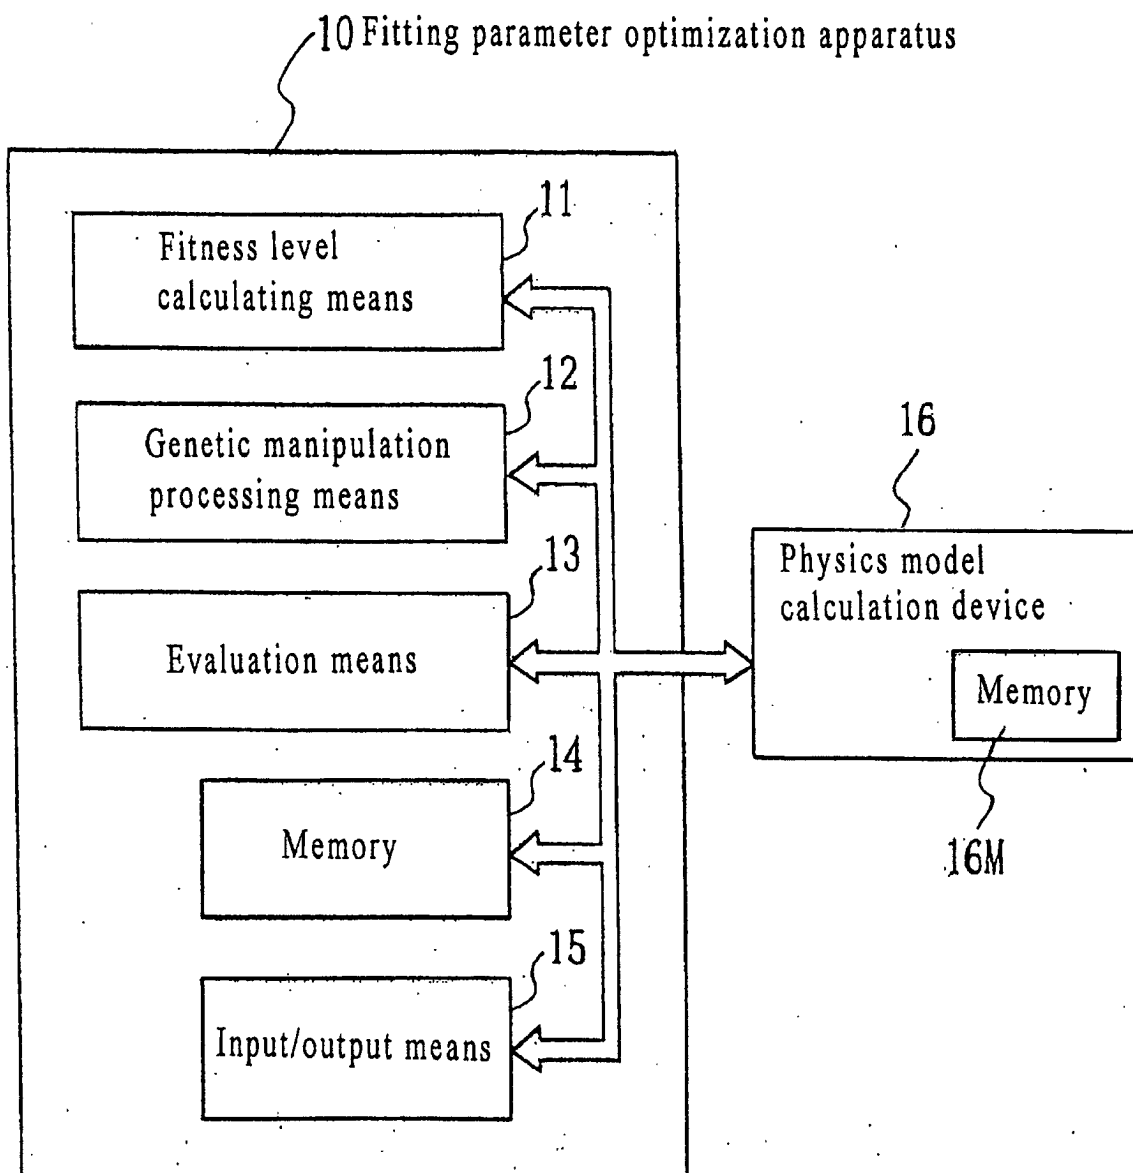 10 Fitting parameter optimization apparatus
11
Fitness level
calculating means
12
Genetic manipulation
processing means
13
Evaluation means
14
Memory
15
Input/output means
16
Physics model
calculation device
Memory
16M